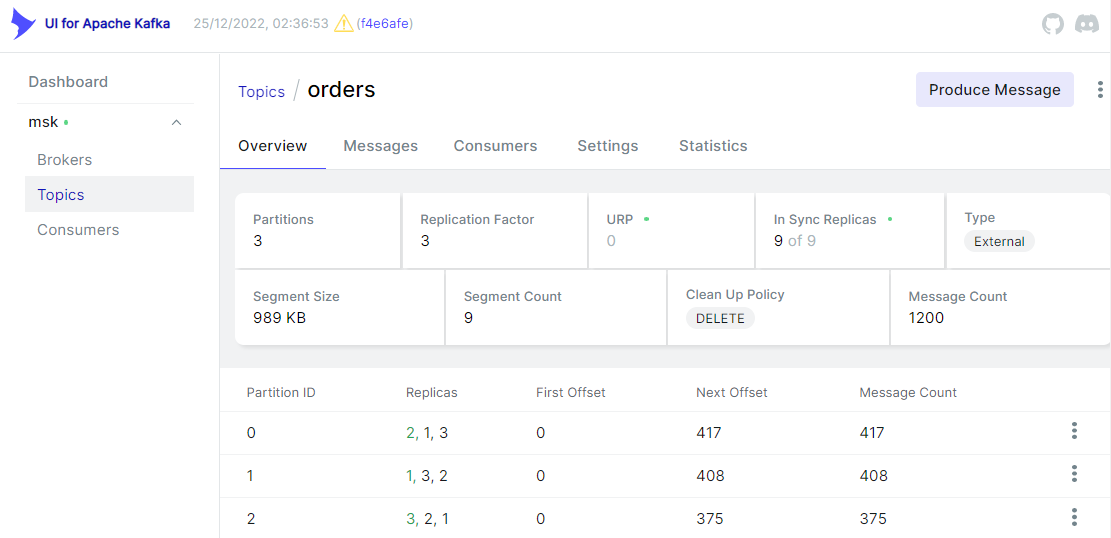 UI for Apache Kafka 25/12/2022, 02:36:53 (f4e6afe)
Dashboard
msk
Brokers
Topics
Consumers
Topics / orders
Produce Message
Overview Messages Consumers Settings Statistics
Partitions Replication Factor URP In Sync Replicas Type
3 3 0 9 of 9 External
Segment Size Segment Count Clean Up Policy Message Count
989 KB 9 DELETE 1200
Partition ID Replicas First Offset Next Offset Message Count
0 2, 1, 3 0 417 417
1 1, 3, 2 0 408 408
2 3, 2, 1 0 375 375